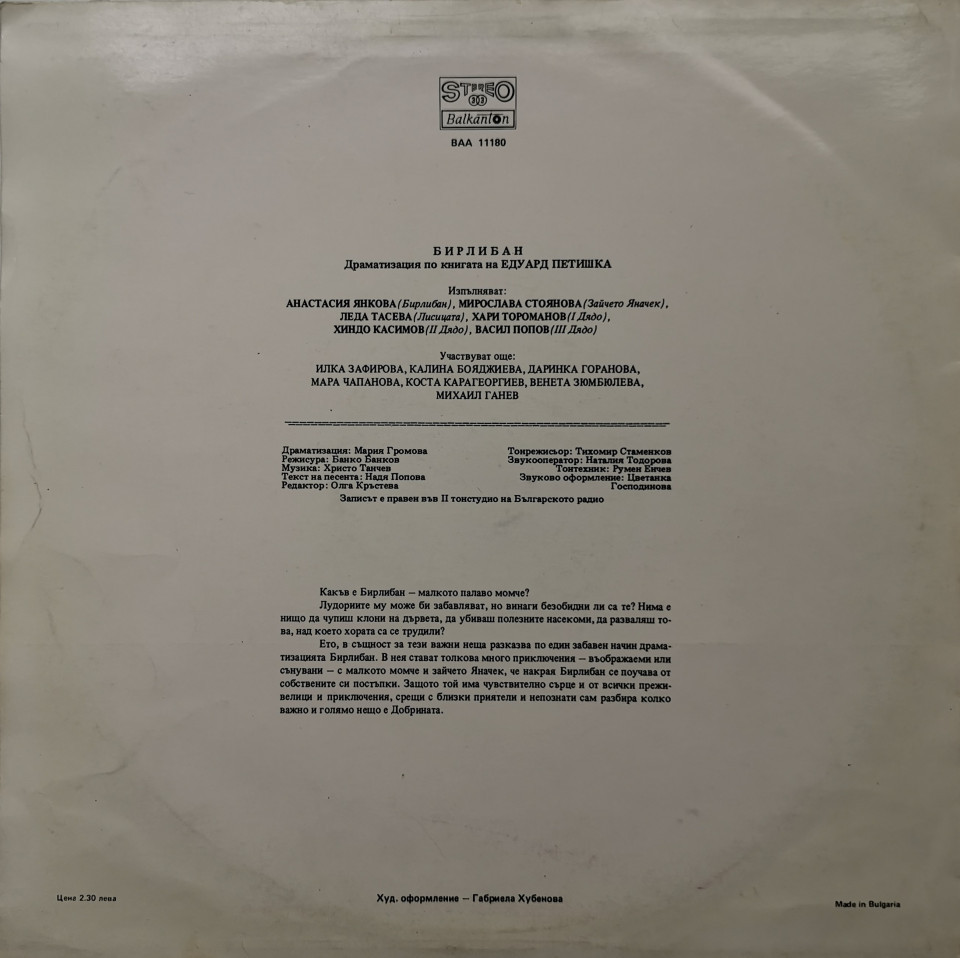 STEREO
33
Balkanton
ВАА 11180
БИРЛИБАН
Драматизация по книгата на ЕДУАРД ПЕТИШКА
Изпълняват:
АНАСТАСИЯ ЯНКОВА (Бирлибан), МИРОСЛАВА СТОЯНОВА (Зайчето Яначек),
ЛЕДА ТАСЕВА (Лисицата), ХАРИ ТОРОМАНОВ (I Дядо),
ХИНДО КАСИМОВ (II Дядо), ВАСИЛ ПОПОВ (III Дядо)
Участвуват още:
ИЛКА ЗАФИРОВА, КАЛИНА БОЯДЖИЕВА, ДАРИНКА ГОРАНОВА,
МАРА ЧАПАНОВА, КОСТА КАРАГЕОРГИЕВ, ВЕНЕТА ЗЮМБЮЛЕВА,
МИХАИЛ ГАНЕВ
Драматизация: Мария Громова
Режисура: Банко Банков
Музика: Христо Танчев
Текст на песента: Надя Попова
Редактор: Олга Кръстева
Тонрежисьор: Тихомир Стаменков
Звукооператор: Наталия Тодорова
Тонтехник: Румен Енчев
Звуково оформление: Цветанка
Господинова
Записът е правен във II тонстудио на Българското радио
Какъв е Бирлибан — малкото палаво момче?
Лудориите му може би забавляват, но винаги безобидни ли са те? Нима е
нищо да чупиш клони на дървета, да убиваш полезните насекоми, да разваляш то-
ва, над което хората са се трудили?
Ето, в същност за тези важни неща разказва по един забавен начин драма-
тизацията Бирлибан. В нея стават толкова много приключения — въображаеми или
сънувани — с малкото момче и зайчето Яначек, че накрая Бирлибан се поучава от
собствените си постъпки. Защото той има чувствително сърце и от всички прежи-
велици и приключения, срещи с близки приятели и непознати сам разбира колко
важно и голямо нещо е Добрината.
Цена 2.30 лева
Худ. оформление — Габриела Хубенова
Made in Bulgaria